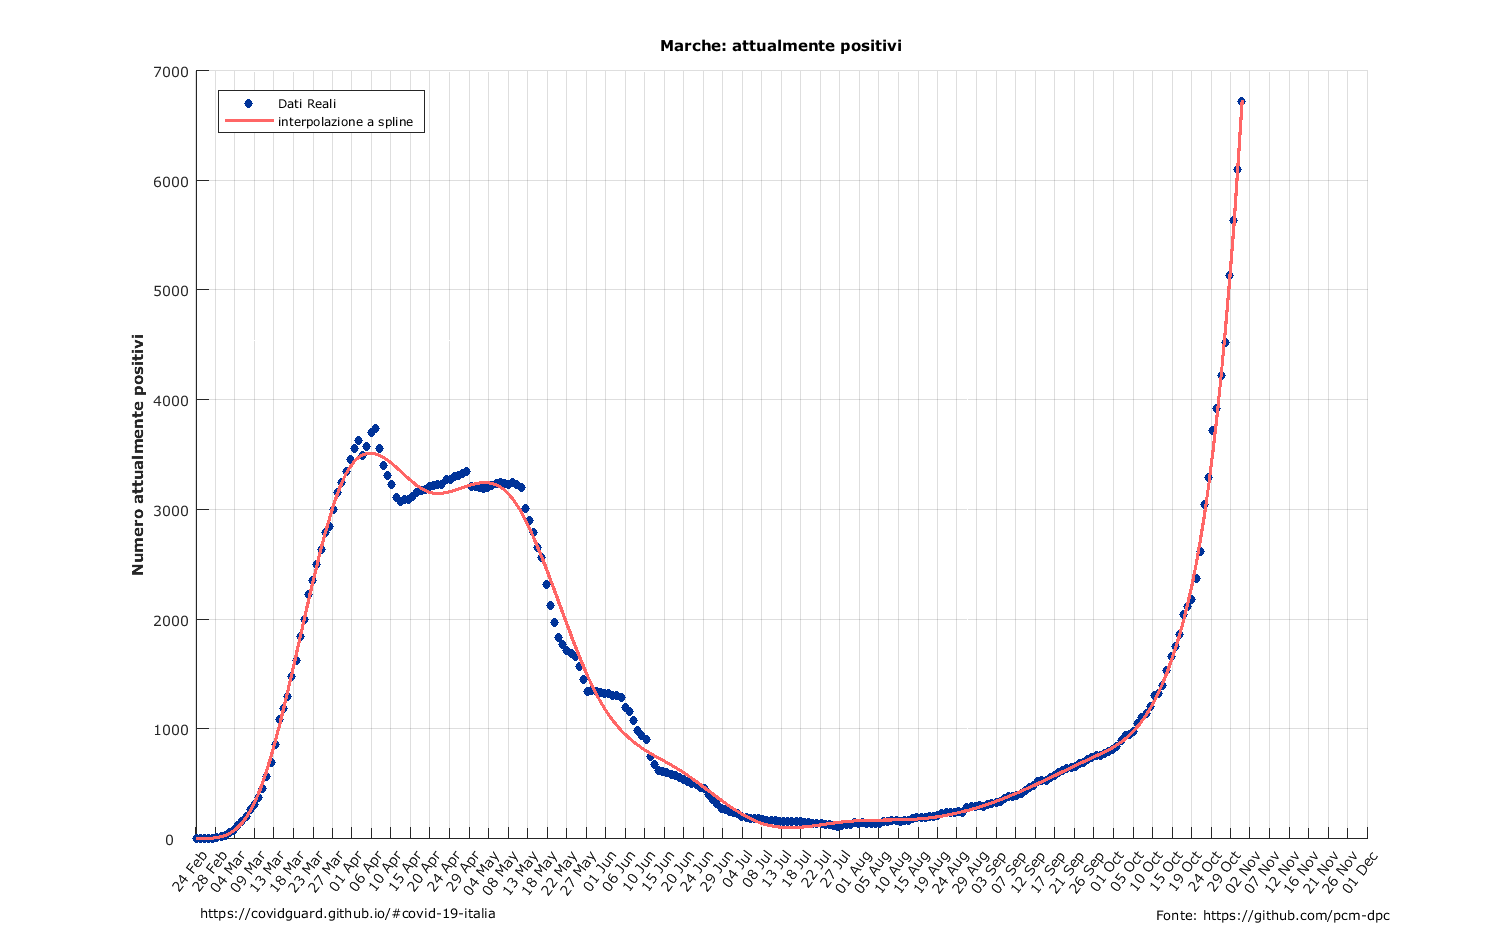 Marche: attualmente positivi
Dati Reali
interpolazione a spline
Numero attualmente positivi
7000
6000
5000
4000
3000
2000
1000
0
24 Feb
28 Feb
04 Mar
09 Mar
13 Mar
18 Mar
23 Mar
27 Mar
01 Apr
06 Apr
10 Apr
15 Apr
20 Apr
24 Apr
29 Apr
04 May
08 May
13 May
18 May
22 May
27 May
01 Jun
06 Jun
10 Jun
15 Jun
20 Jun
24 Jun
29 Jun
04 Jul
08 Jul
13 Jul
18 Jul
22 Jul
27 Jul
01 Aug
05 Aug
10 Aug
15 Aug
19 Aug
24 Aug
29 Aug
03 Sep
07 Sep
12 Sep
17 Sep
21 Sep
26 Sep
01 Oct
05 Oct
10 Oct
15 Oct
19 Oct
24 Oct
29 Oct
02 Nov
07 Nov
12 Nov
16 Nov
21 Nov
26 Nov
01 Dec
https://covidguard.github.io/#covid-19-italia
Fonte: https://github.com/pcm-dpc